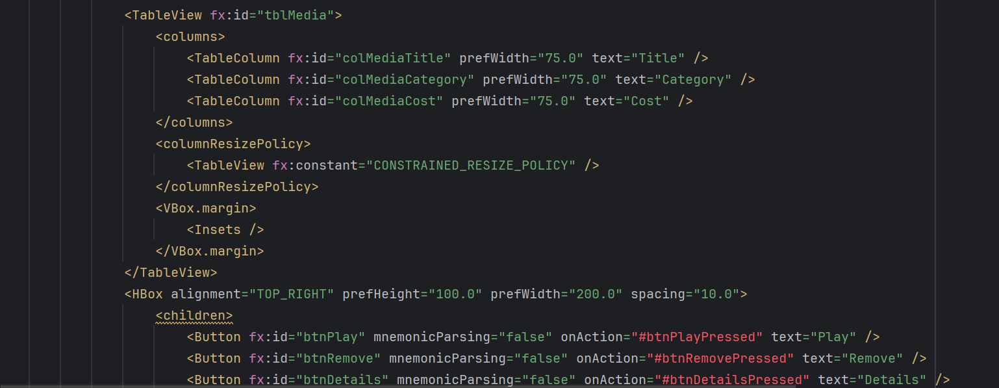 <TableView fx:id="tblMedia">
<columns>
<TableColumn fx:id="colMediaTitle" prefWidth="75.0" text="Title" />
<TableColumn fx:id="colMediaCategory" prefWidth="75.0" text="Category" />
<TableColumn fx:id="colMediaCost" prefWidth="75.0" text="Cost" />
</columns>
<columnResizePolicy>
<TableView fx:constant="CONSTRAINED_RESIZE_POLICY" />
</columnResizePolicy>
<VBox.margin>
<Insets />
</VBox.margin>
</TableView>
<HBox alignment="TOP_RIGHT" prefHeight="100.0" prefWidth="200.0" spacing="10.0">
<children>
<Button fx:id="btnPlay" mnemonicParsing="false" onAction="#btnPlayPressed" text="Play" />
<Button fx:id="btnRemove" mnemonicParsing="false" onAction="#btnRemovePressed" text="Remove" />
<Button fx:id="btnDetails" mnemonicParsing="false" onAction="#btnDetailsPressed" text="Details" />